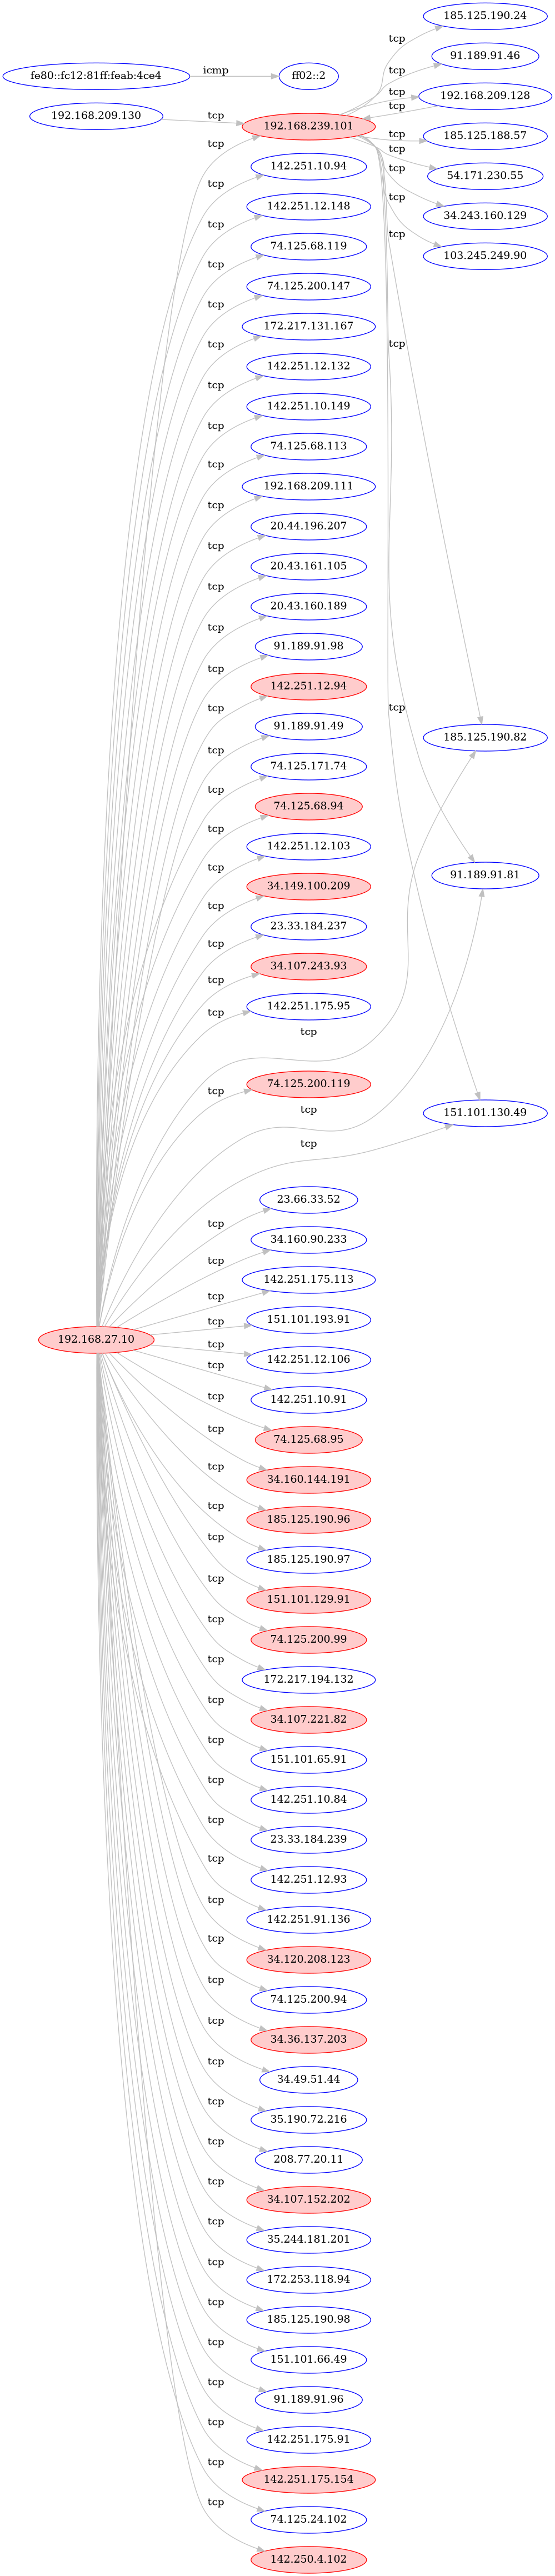 185.125.190.24
tcp
91.189.91.46
fe80::fc12:81ff:feab:4ce4
icmp
ff02::2
tcp
192.168.209.128
tcp
tcp
192.168.209.130
tcp
192.168.239.101
185.125.188.57
tcp
tcp
tcp
54.171.230.55
142.251.10.94
tcp
tcp
34.243.160.129
142.251.12.148
tcp
tcp
103.245.249.90
74.125.68.119
tcp
74.125.200.147
tcp
172.217.131.167
tcp
tcp
142.251.12.132
tcp
142.251.10.149
tcp
74.125.68.113
tcp
192.168.209.111
tcp
20.44.196.207
tcp
20.43.161.105
tcp
20.43.160.189
tcp
91.189.91.98
tcp
142.251.12.94
tcp
tcp
91.189.91.49
tcp
185.125.190.82
74.125.171.74
tcp
74.125.68.94
tcp
142.251.12.103
tcp
91.189.91.81
34.149.100.209
tcp
23.33.184.237
tcp
34.107.243.93
tcp
142.251.175.95
tcp
tcp
74.125.200.119
tcp
tcp
151.101.130.49
tcp
23.66.33.52
tcp
34.160.90.233
tcp
142.251.175.113
tcp
151.101.193.91
tcp
192.168.27.10
tcp
142.251.12.106
tcp
142.251.10.91
tcp
74.125.68.95
tcp
34.160.144.191
tcp
185.125.190.96
tcp
185.125.190.97
tcp
151.101.129.91
tcp
74.125.200.99
tcp
172.217.194.132
tcp
34.107.221.82
tcp
151.101.65.91
tcp
142.251.10.84
tcp
23.33.184.239
tcp
142.251.12.93
tcp
142.251.91.136
tcp
34.120.208.123
tcp
74.125.200.94
tcp
34.36.137.203
tcp
34.49.51.44
tcp
35.190.72.216
tcp
208.77.20.11
tcp
34.107.152.202
tcp
35.244.181.201
tcp
172.253.118.94
tcp
185.125.190.98
tcp
151.101.66.49
tcp
91.189.91.96
tcp
142.251.175.91
tcp
142.251.175.154
tcp
74.125.24.102
tcp
142.250.4.102